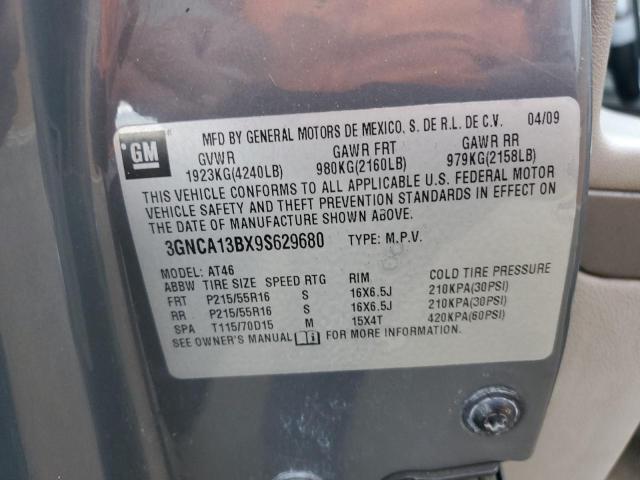 MFD BY GENERAL MOTORS DE MEXICO, S. DE R.L. DE C.V. 04/09
GM
GVWR GAWR FRT GAWR RR
1923KG(4240LB) 980KG(2160LB) 979KG(2158LB)
THIS VEHICLE CONFORMS TO ALL APPLICABLE U.S. FEDERAL MOTOR
VEHICLE SAFETY AND THEFT PREVENTION STANDARDS IN EFFECT ON
THE DATE OF MANUFACTURE SHOWN ABOVE.
3GNCA13BX9S629680 TYPE: M.P.V.
MODEL: AT46
ABBW TIRE SIZE SPEED RTG RIM COLD TIRE PRESSURE
FRT P215/55R16 S 16X6.5J 210KPA(30PSI)
RR P215/55R16 S 16X6.5J 210KPA(30PSI)
SPA T115/70D15 M 15X4T 420KPA(60PSI)
SEE OWNER'S MANUAL FOR MORE INFORMATION.